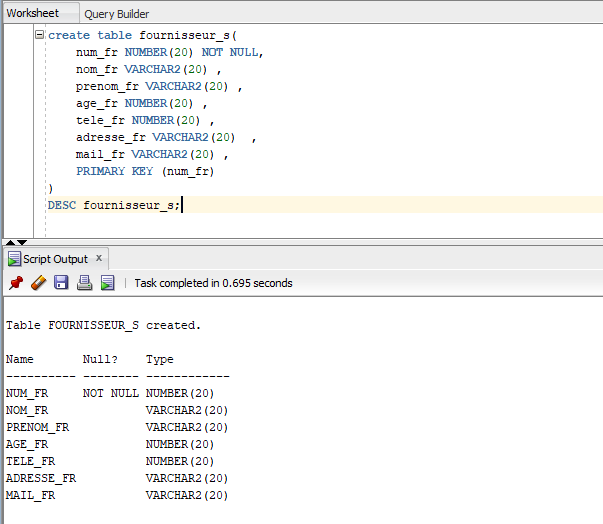 Worksheet Query Builder
create table fournisseur_s(
    num_fr NUMBER(20) NOT NULL,
    nom_fr VARCHAR2(20) ,
    prenom_fr VARCHAR2(20) ,
    age_fr NUMBER(20) ,
    tele_fr NUMBER(20) ,
    adresse_fr VARCHAR2(20)  ,
    mail_fr VARCHAR2(20) ,
    PRIMARY KEY (num_fr)
)
DESC fournisseur_s;
Script Output x
Task completed in 0.695 seconds
Table FOURNISSEUR_S created.
Name       Null?    Type
---------- -------- ------------
NUM_FR     NOT NULL NUMBER(20)
NOM_FR              VARCHAR2(20)
PRENOM_FR           VARCHAR2(20)
AGE_FR              NUMBER(20)
TELE_FR             NUMBER(20)
ADRESSE_FR          VARCHAR2(20)
MAIL_FR             VARCHAR2(20)